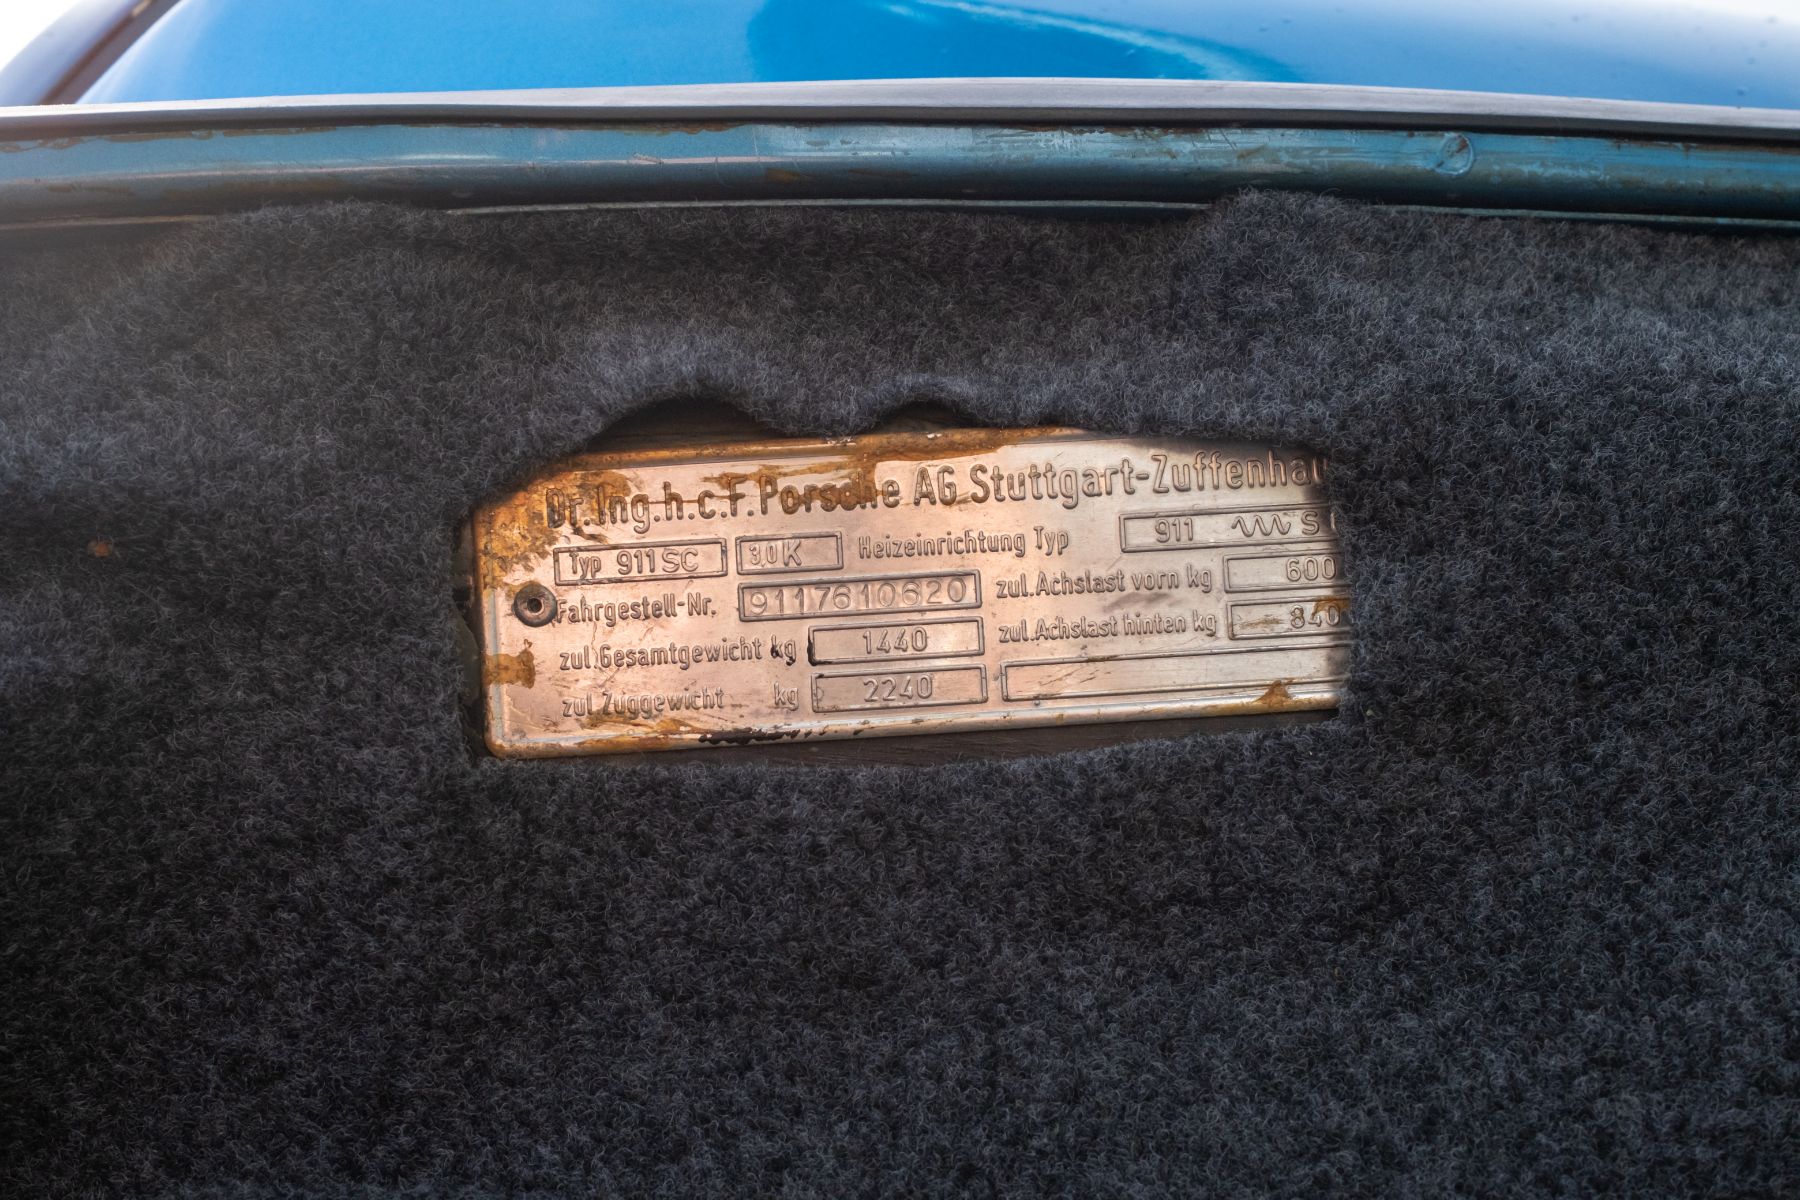 Dr.Ing.h.c.F.Porsche AG Stuttgart-Zuffenhau
Typ 911SC 3,0K Heizeinrichtung Typ 911 S
Fahrgestell-Nr. 9117610620 zul.Achslast vorn kg 600
zul.Gesamtgewicht kg 1440 zul.Achslast hinten kg 840
zul.Zuggewicht kg 2240